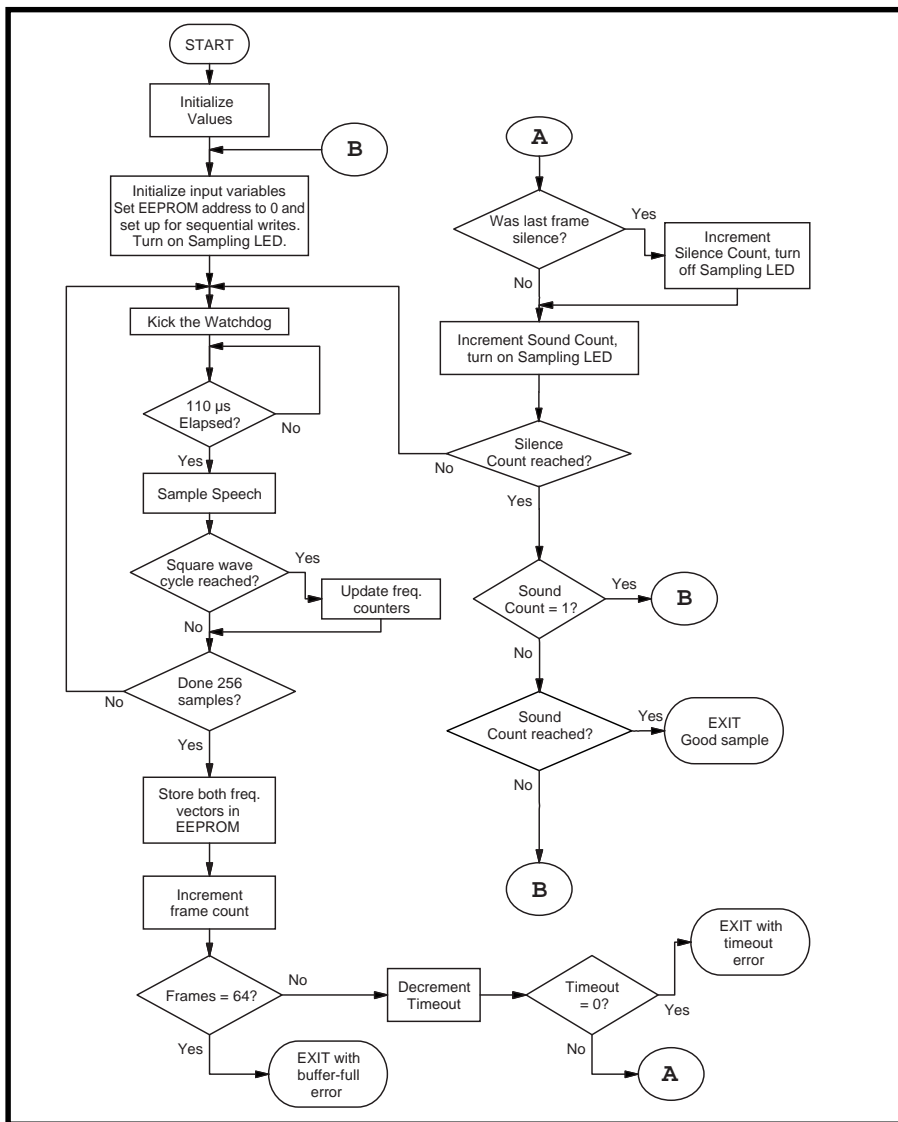 START
Initialize
Values
B
Initialize input variables
Set EEPROM address to 0 and
set up for sequential writes.
Turn on Sampling LED.
Kick the Watchdog
110 µs
Elapsed?
No
Yes
Sample Speech
Square wave
cycle reached?
Yes
Update freq.
counters
No
Done 256
samples?
No
Yes
Store both freq.
vectors in
EEPROM
Increment
frame count
Frames = 64?
No
Yes
EXIT with
buffer-full
error
Decrement
Timeout
Timeout
= 0?
Yes
EXIT with
timeout
error
No
A
A
Was last frame
silence?
Yes
Increment
Silence Count, turn
off Sampling LED
No
Increment Sound Count,
turn on Sampling LED
Silence
Count reached?
No
Yes
Sound
Count = 1?
Yes
B
No
Sound
Count reached?
Yes
EXIT
Good sample
No
B